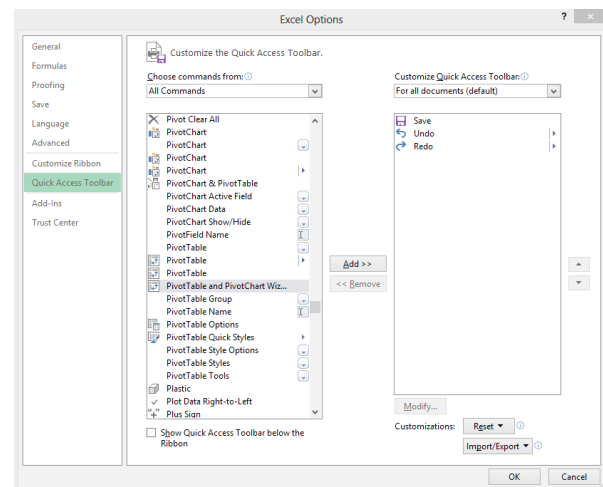 Excel Options
?
General
Formulas
Proofing
Save
Language
Advanced
Customize Ribbon
Quick Access Toolbar
Add-Ins
Trust Center
Customize the Quick Access Toolbar.
Choose commands from:
All Commands
Pivot Clear All
PivotChart
PivotChart
PivotChart
PivotChart
PivotChart & PivotTable
PivotChart Active Field
PivotChart Data
PivotChart Show/Hide
PivotField Name
PivotTable
PivotTable
PivotTable
PivotTable and PivotChart Wiz...
PivotTable Group
PivotTable Name
PivotTable Options
PivotTable Quick Styles
PivotTable Style Options
PivotTable Styles
PivotTable Tools
Plastic
Plot Data Right-to-Left
"+" Plus Sign
Show Quick Access Toolbar below the
Ribbon
Add >>
<< Remove
Customize Quick Access Toolbar:
For all documents (default)
Save
Undo
Redo
Modify...
Customizations: Reset
Import/Export
OK Cancel